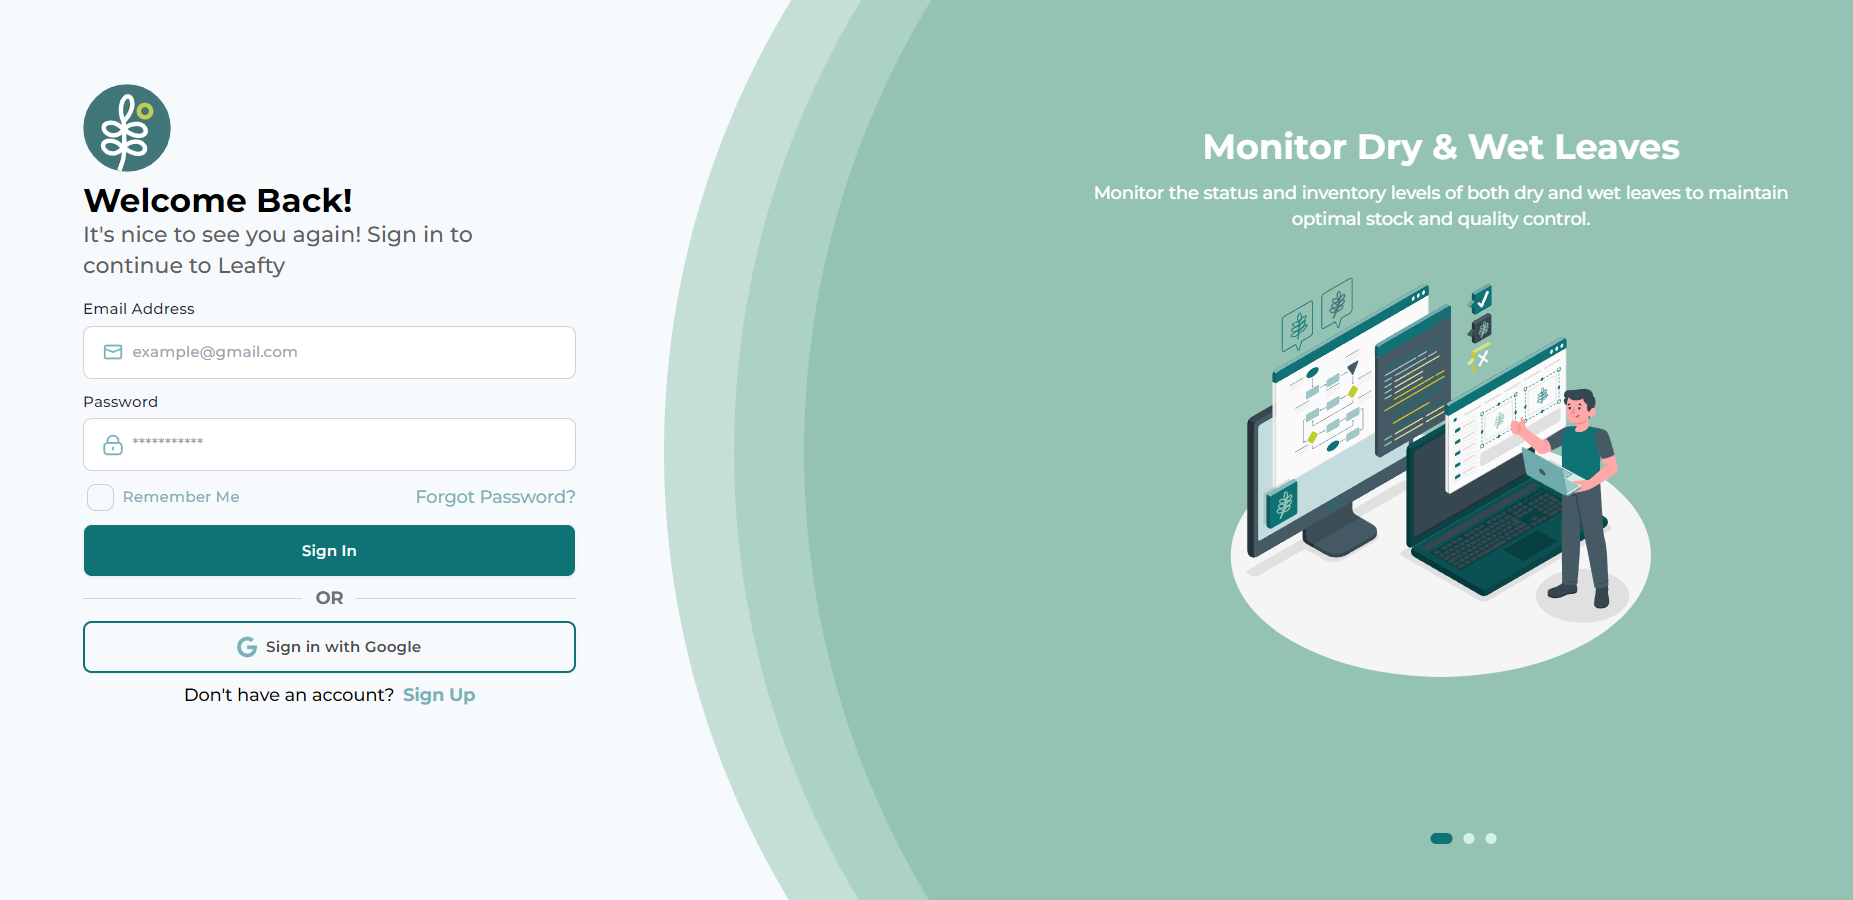 Welcome Back!
It's nice to see you again! Sign in to
continue to Leafty
Email Address
example@gmail.com
Password
***********
Remember Me
Forgot Password?
Sign In
OR
Sign in with Google
Don't have an account? Sign Up
Monitor Dry & Wet Leaves
Monitor the status and inventory levels of both dry and wet leaves to maintain
optimal stock and quality control.